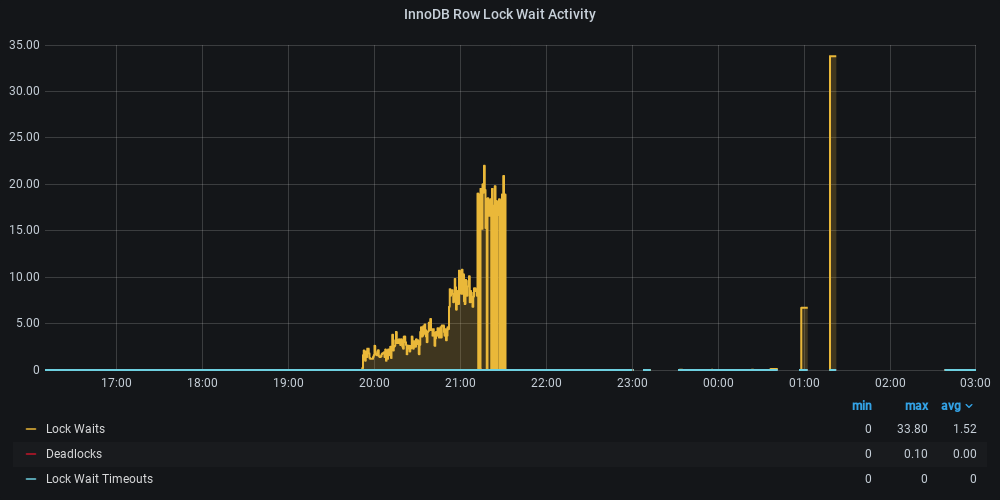 InnoDB Row Lock Wait Activity
35.00
30.00
25.00
20.00
15.00
10.00
5.00
0
17:00 18:00 19:00 20:00 21:00 22:00 23:00 00:00 01:00 02:00 03:00
min max avg
Lock Waits 0 33.80 1.52
Deadlocks 0 0.10 0.00
Lock Wait Timeouts 0 0 0